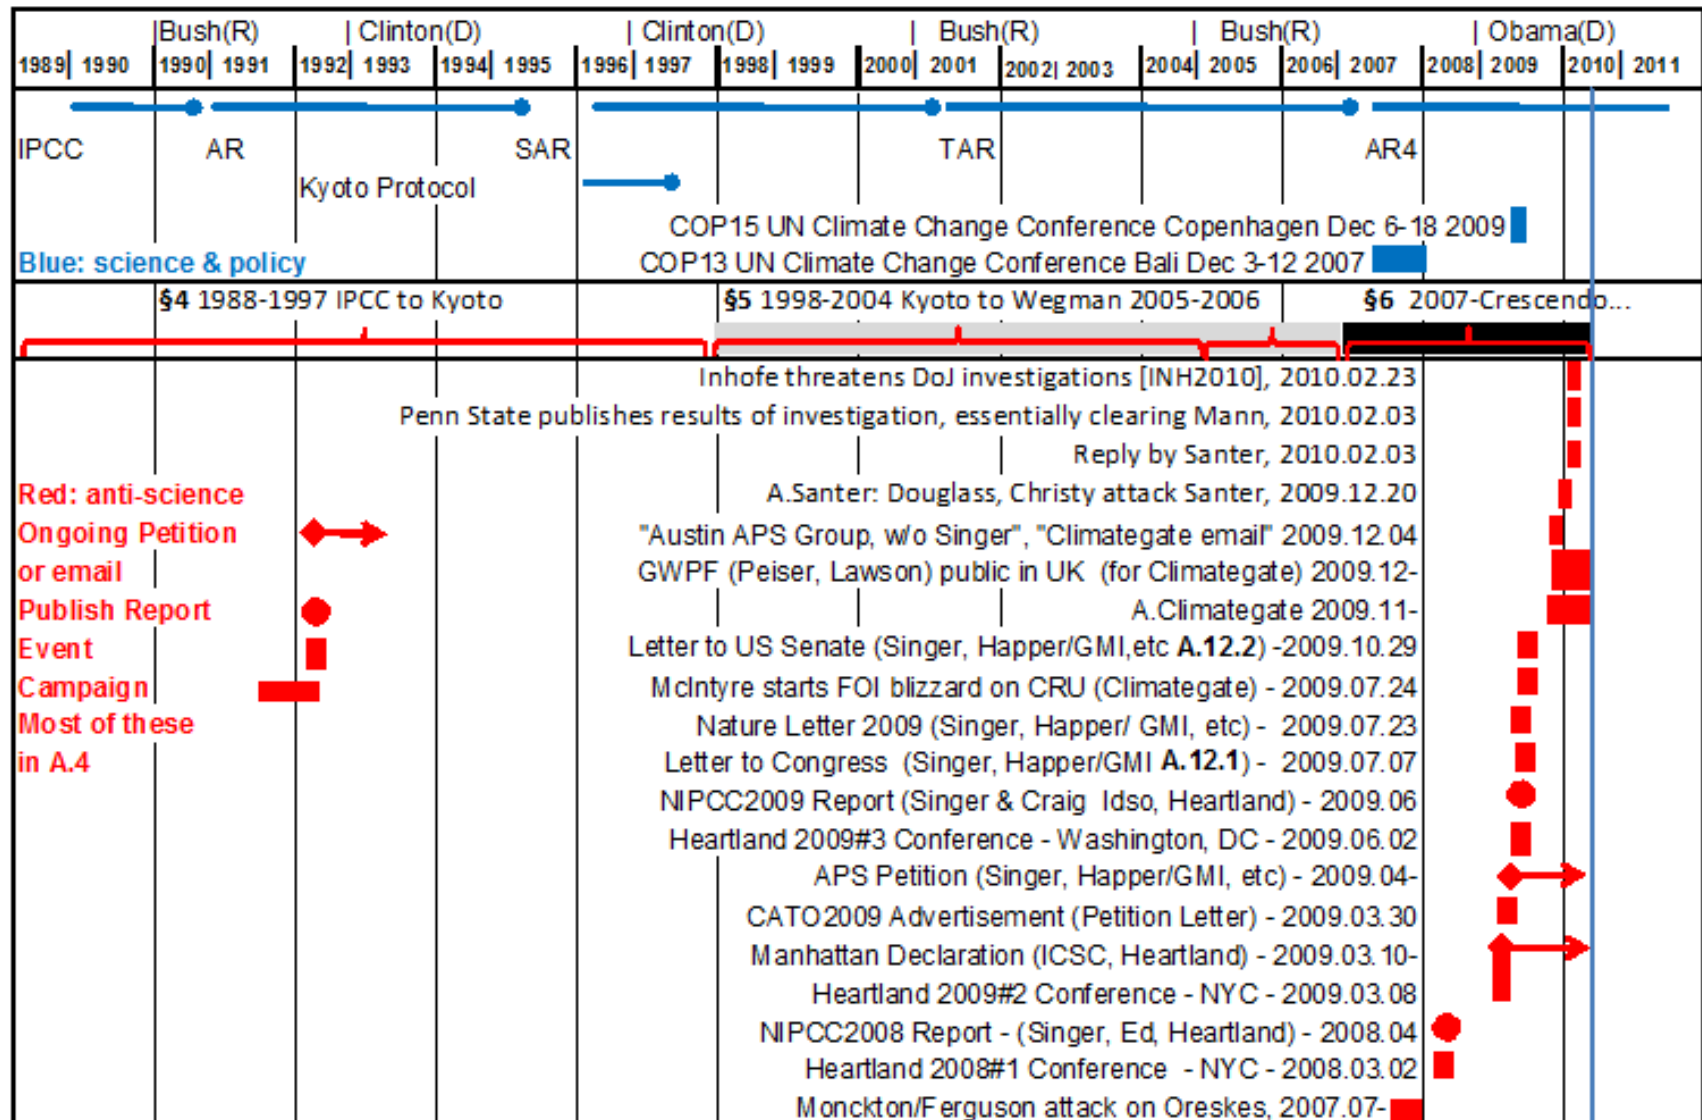 |Bush(R) |Clinton(D) |Clinton(D) | Bush(R) | Bush(R) | Obama(D)
1989| 1990 |1990| 1991 |1992| 1993 |1994| 1995 |1996| 1997 |1998| 1999 |2000| 2001 |2002| 2003 |2004| 2005 |2006| 2007 |2008| 2009 |2010| 2011
IPCC AR SAR TAR AR4
Kyoto Protocol
COP15 UN Climate Change Conference Copenhagen Dec 6-18 2009
Blue: science & policy COP13 UN Climate Change Conference Bali Dec 3-12 2007
§4 1988-1997 IPCC to Kyoto §5 1998-2004 Kyoto to Wegman 2005-2006 §6 2007-Crescendo...
Inhofe threatens DoJ investigations [INH2010], 2010.02.23
Penn State publishes results of investigation, essentially clearing Mann, 2010.02.03
Reply by Santer, 2010.02.03
Red: anti-science A.Santer: Douglass, Christy attack Santer, 2009.12.20
Ongoing Petition "Austin APS Group, w/o Singer", "Climategate email" 2009.12.04
or email GWPF (Peiser, Lawson) public in UK (for Climategate) 2009.12-
Publish Report A.Climategate 2009.11-
Event Letter to US Senate (Singer, Happer/GMI,etc A.12.2) -2009.10.29
Campaign McIntyre starts FOI blizzard on CRU (Climategate) - 2009.07.24
Most of these Nature Letter 2009 (Singer, Happer/ GMI, etc) - 2009.07.23
in A.4 Letter to Congress (Singer, Happer/GMI A.12.1) - 2009.07.07
NIPCC2009 Report (Singer & Craig Idso, Heartland) - 2009.06
Heartland 2009#3 Conference - Washington, DC - 2009.06.02
APS Petition (Singer, Happer/GMI, etc) - 2009.04-
CATO2009 Advertisement (Petition Letter) - 2009.03.30
Manhattan Declaration (ICSC, Heartland) - 2009.03.10-
Heartland 2009#2 Conference - NYC - 2009.03.08
NIPCC2008 Report - (Singer, Ed, Heartland) - 2008.04
Heartland 2008#1 Conference - NYC - 2008.03.02
Monckton/Ferguson attack on Oreskes, 2007.07-